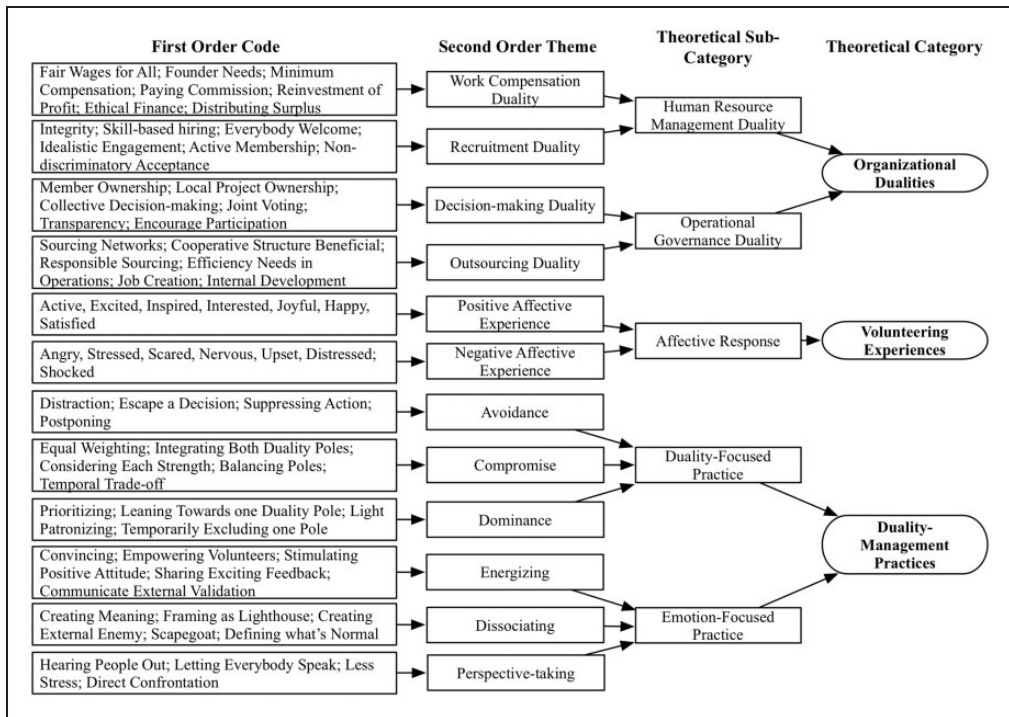 First Order Code
Second Order Theme
Theoretical Sub-
Category
Theoretical Category
Fair Wages for All; Founder Needs; Minimum
Compensation; Paying Commission; Reinvestment of
Profit; Ethical Finance; Distributing Surplus
Work Compensation
Duality
Human Resource
Management Duality
Integrity; Skill-based hiring; Everybody Welcome;
Idealistic Engagement; Active Membership; Non-
discriminatory Acceptance
Recruitment Duality
Organizational
Dualities
Member Ownership; Local Project Ownership;
Collective Decision-making; Joint Voting;
Transparency; Encourage Participation
Decision-making Duality
Operational
Governance Duality
Sourcing Networks; Cooperative Structure Beneficial;
Responsible Sourcing; Efficiency Needs in
Operations; Job Creation; Internal Development
Outsourcing Duality
Active, Excited, Inspired, Interested, Joyful, Happy,
Satisfied
Positive Affective
Experience
Affective Response
Volunteering
Experiences
Angry, Stressed, Scared, Nervous, Upset, Distressed;
Shocked
Negative Affective
Experience
Distraction; Escape a Decision; Suppressing Action;
Postponing
Avoidance
Equal Weighting; Integrating Both Duality Poles;
Considering Each Strength; Balancing Poles;
Temporal Trade-off
Compromise
Duality-Focused
Practice
Prioritizing; Leaning Towards one Duality Pole; Light
Patronizing; Temporarily Excluding one Pole
Dominance
Duality-
Management
Practices
Convincing; Empowering Volunteers; Stimulating
Positive Attitude; Sharing Exciting Feedback;
Communicate External Validation
Energizing
Creating Meaning; Framing as Lighthouse; Creating
External Enemy; Scapegoat; Defining what's Normal
Dissociating
Emotion-Focused
Practice
Hearing People Out; Letting Everybody Speak; Less
Stress; Direct Confrontation
Perspective-taking